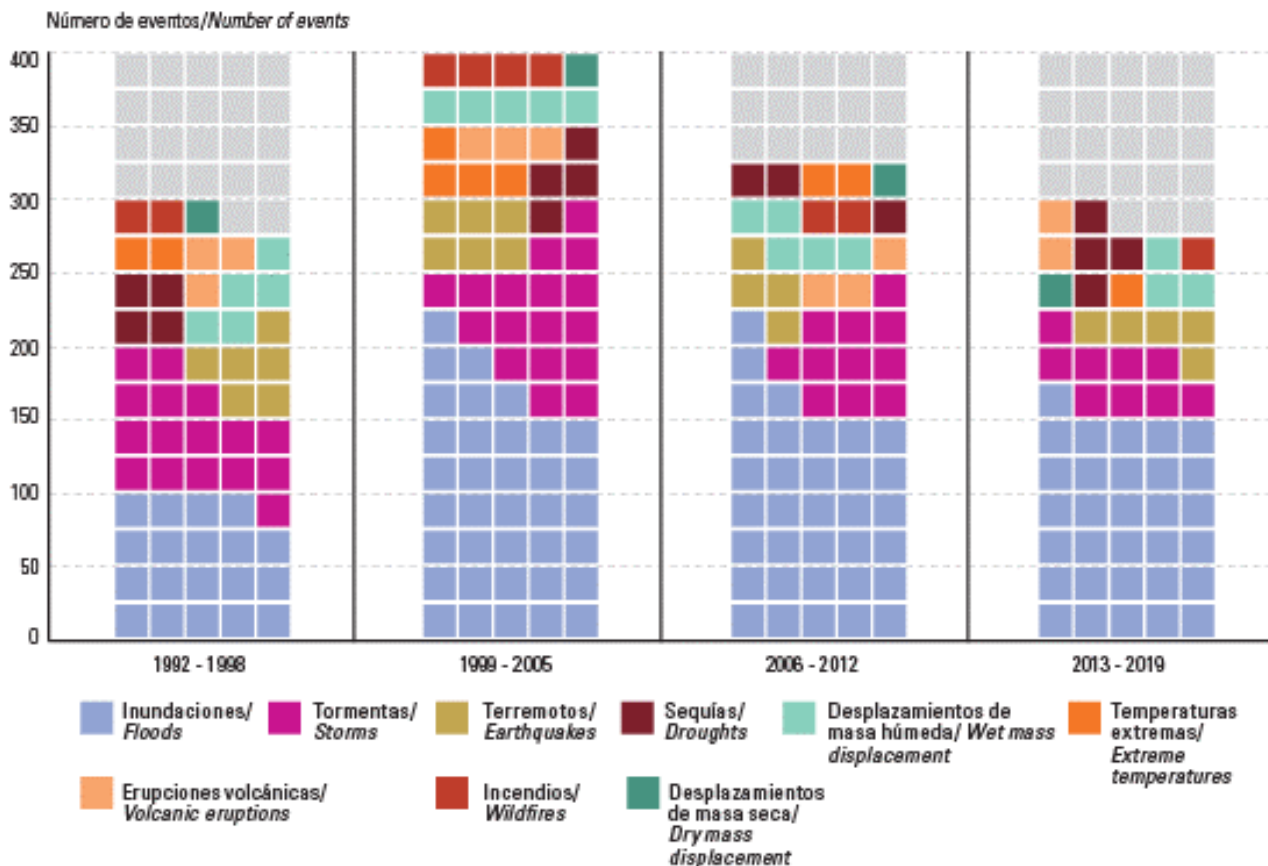 Número de eventos/Number of events
400
350
300
250
200
150
100
50
0
1992 - 1998
1999 - 2005
2006 - 2012
2013 - 2019
Inundaciones/
Floods
Tormentas/
Storms
Terremotos/
Earthquakes
Sequías/
Droughts
Desplazamientos de
masa húmeda/ Wet mass
displacement
Temperaturas
extremas/
Extreme
temperatures
Erupciones volcánicas/
Volcanic eruptions
Incendios/
Wildfires
Desplazamientos
de masa seca/
Dry mass
displacement